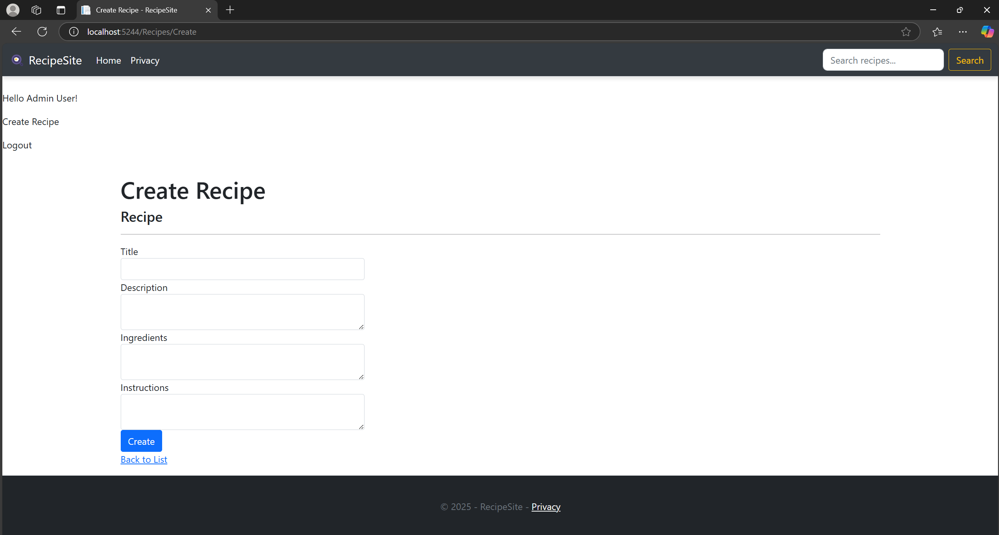 Create Recipe - RecipeSite
localhost:5244/Recipes/Create
RecipeSite Home Privacy Search recipes... Search
Hello Admin User!
Create Recipe
Logout
Create Recipe
Recipe
Title
Description
Ingredients
Instructions
Create
Back to List
© 2025 - RecipeSite - Privacy